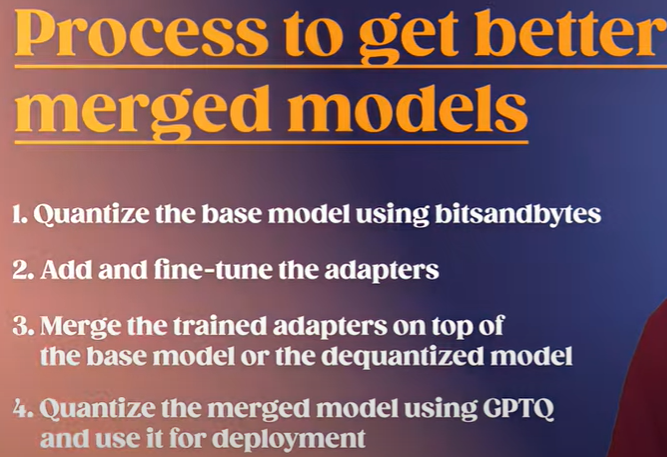 Process to get better
merged models
1. Quantize the base model using bitsandbytes
2. Add and fine-tune the adapters
3. Merge the trained adapters on top of
the base model or the dequantized model
4. Quantize the merged model using GPTQ
and use it for deployment